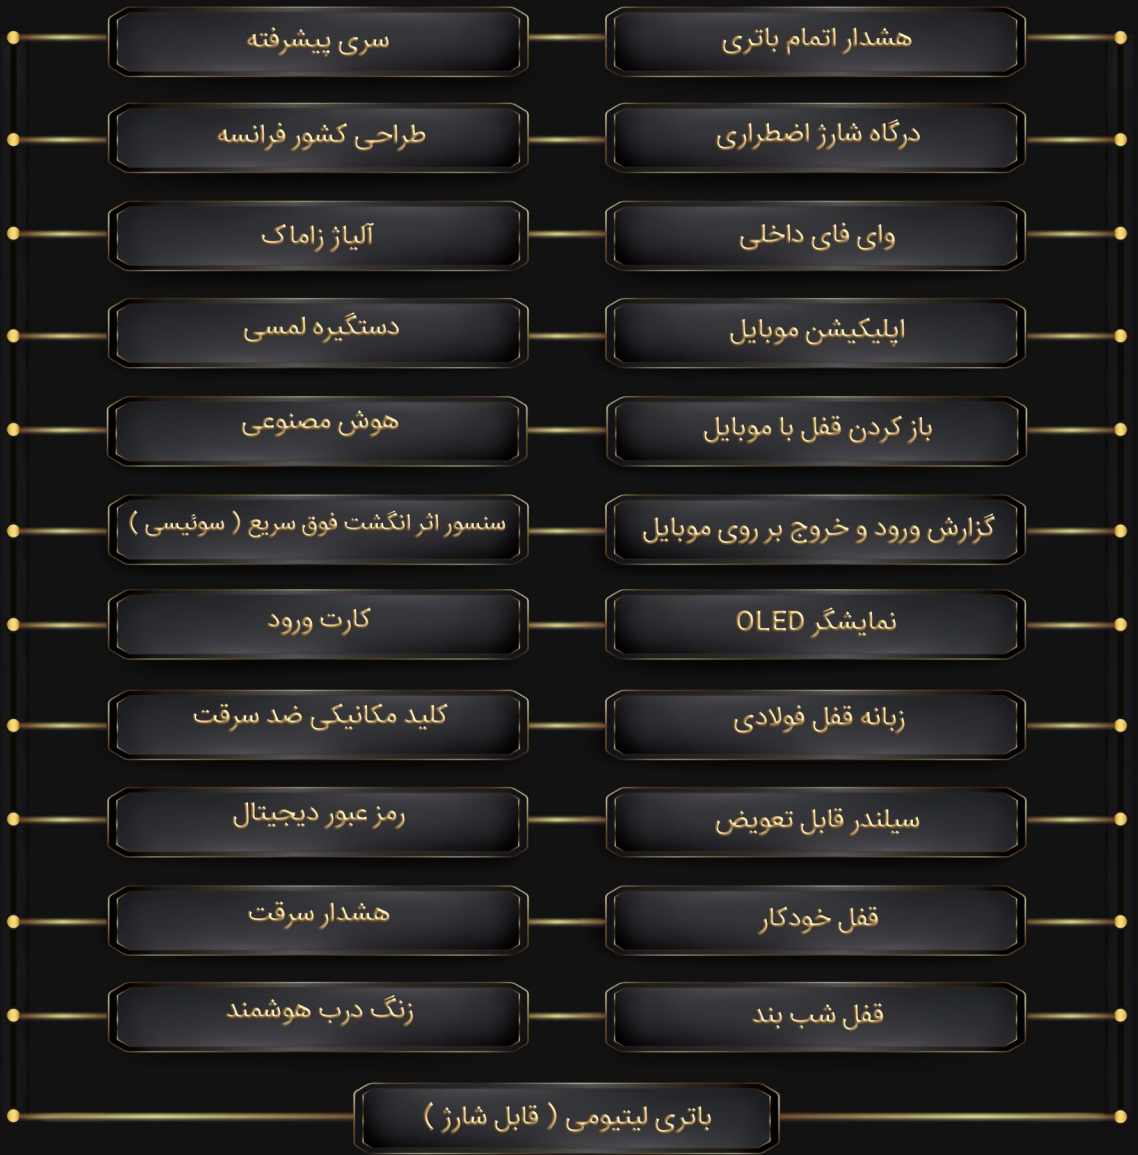 هشدار اتمام باتری
سری پیشرفته
درگاه شارژ اضطراری
طراحی کشور فرانسه
وای فای داخلی
آلیاژ زاماک
اپلیکیشن موبایل
دستگیره لمسی
باز کردن قفل با موبایل
هوش مصنوعی
گزارش ورود و خروج بر روی موبایل
سنسور اثر انگشت فوق سریع ( سوئیسی )
نمایشگر OLED
کارت ورود
زبانه قفل فولادی
کلید مکانیکی ضد سرقت
سیلندر قابل تعویض
رمز عبور دیجیتال
قفل خودکار
هشدار سرقت
قفل شب بند
زنگ درب هوشمند
باتری لیتیومی ( قابل شارژ )